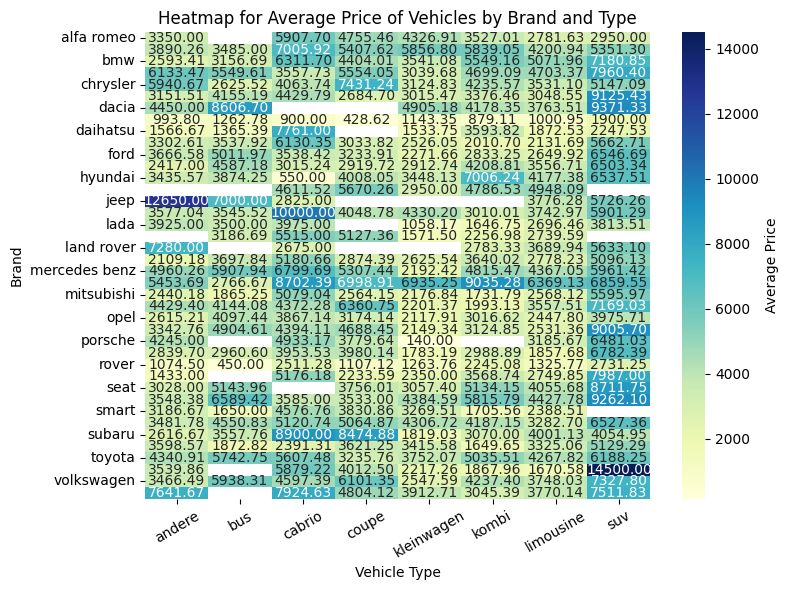 Heatmap for Average Price of Vehicles by Brand and Type
alfa romeo 3350.00 5907.70 4755.46 4326.91 3527.01 2781.63 2950.00
3890.26 3485.00 7005.92 5407.62 5856.80 5839.05 4200.94 5351.30
bmw 2593.41 3156.69 6311.70 4404.01 3541.08 5549.16 5071.96 7180.85
6133.47 5549.61 3557.73 5554.05 3039.68 4699.09 4703.37 7960.40
chrysler 5940.67 2625.52 4063.74 7431.24 3124.83 4235.57 3531.10 5147.09
3151.51 4155.19 4429.79 2684.70 3015.47 3376.46 3048.55 9125.43
dacia 4450.00 8606.70 4905.18 4178.35 3763.51 9371.33
993.80 1262.78 900.00 428.62 1143.35 879.11 1000.95 1900.00
daihatsu 1566.67 1365.39 7761.00 1533.75 3593.82 1872.53 2247.53
3302.61 3537.92 6130.35 3033.82 2526.05 2010.70 2131.69 5662.71
ford 3666.58 5011.97 3538.42 3233.91 2271.66 2833.25 2649.92 6546.69
2417.00 4587.18 3015.24 2919.72 2912.74 4208.81 3556.71 6503.34
hyundai 3435.57 3874.25 550.00 4008.05 3448.13 7006.24 4177.38 6537.51
4611.52 5670.26 2950.00 4786.53 4948.09
jeep 12650.00 7000.00 2825.00 3776.28 5726.26
3577.04 3545.52 10000.00 4048.78 4330.20 3010.01 3742.97 5901.29
lada 3925.00 3500.00 3975.00 1058.17 1646.75 2696.46 3813.51
3186.69 5515.00 5127.36 1571.50 2256.98 2739.59
land rover 7280.00 2675.00 2783.33 3689.94 5633.10
2109.18 3697.84 5180.66 2874.39 2625.54 3640.02 2778.23 5096.13
mercedes benz 4960.26 5907.94 6799.69 5307.44 2192.42 4815.47 4367.05 5961.42
5453.69 2766.67 8702.39 6998.91 6935.25 9035.28 6369.13 6859.55
mitsubishi 2440.18 1865.25 5079.04 2564.15 2176.84 1731.79 2568.12 5595.97
4429.40 4144.08 4372.28 6360.75 2201.37 1993.13 3557.51 7169.03
opel 2615.21 4097.44 3867.14 3174.14 2117.91 3016.62 2447.80 3975.71
3342.76 4904.61 4394.11 4688.45 2149.34 3124.85 2531.36 9005.70
porsche 4245.00 4933.17 3779.64 140.00 3185.67 6481.03
2839.70 2960.60 3953.53 3980.14 1783.19 2988.89 1857.68 6782.39
rover 1074.50 450.00 2511.28 1107.12 1263.76 2245.08 1325.77 2731.25
1433.00 5176.18 2233.59 2350.00 3568.74 2749.85 7987.00
seat 3028.00 5143.96 3756.01 3057.40 5134.15 4055.68 8711.75
3548.38 6589.42 3585.00 3533.00 4384.59 5815.79 4427.78 9262.10
smart 3186.67 1650.00 4576.76 3830.86 3269.51 1705.56 2388.51
3481.78 4550.83 5120.74 5064.87 4306.72 4187.15 3282.70 6527.36
subaru 2616.67 3557.76 8900.00 8474.88 1819.03 3070.00 4001.13 4054.95
3598.57 1872.82 2391.31 3621.25 3415.58 1649.65 3325.06 5129.29
toyota 4340.91 5742.75 5607.48 3235.76 3752.07 5035.51 4267.82 6188.25
3539.86 5879.22 4012.50 2217.26 1867.96 1670.58 14500.00
volkswagen 3466.49 5938.31 4597.39 6101.35 2547.59 4237.40 3748.03 7327.80
7641.67 7924.63 4804.12 3912.71 3045.39 3770.14 7511.83
andere bus cabrio coupe kleinwagen kombi limousine suv
Vehicle Type
Brand
14000
12000
10000
8000
6000
4000
2000
Average Price